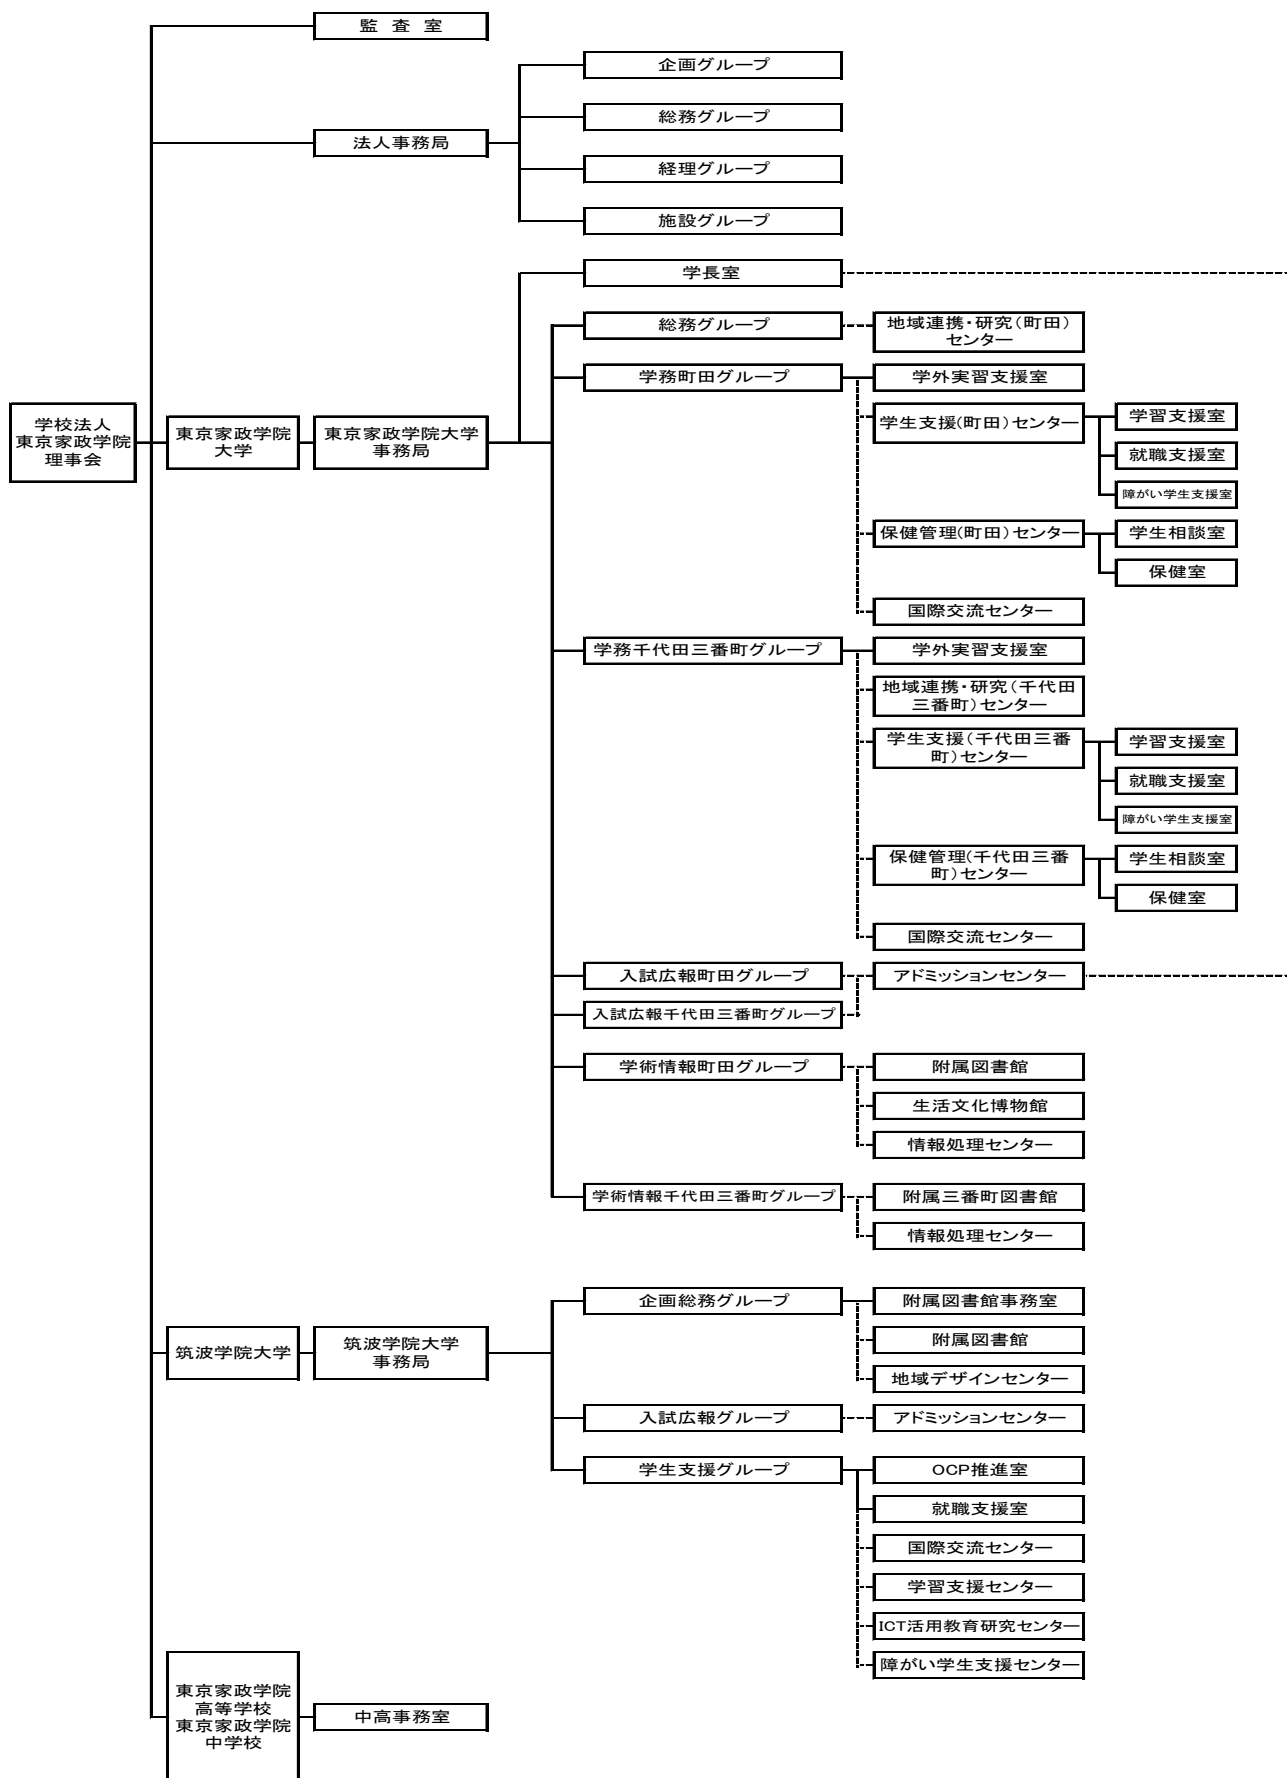 監 査 室
企画グループ
総務グループ
法人事務局
経理グループ
施設グループ
学長室
総務グループ
地域連携・研究(町田)
センター
学務町田グループ
学外実習支援室
学校法人
東京家政学院
理事会
東京家政学院
大学
東京家政学院大学
事務局
学生支援(町田)センター
学習支援室
就職支援室
障がい学生支援室
保健管理(町田)センター
学生相談室
保健室
国際交流センター
学務千代田三番町グループ
学外実習支援室
地域連携・研究(千代田
三番町)センター
学生支援(千代田三番
町)センター
学習支援室
就職支援室
障がい学生支援室
保健管理(千代田三番
町)センター
学生相談室
保健室
国際交流センター
入試広報町田グループ
アドミッションセンター
入試広報千代田三番町グループ
学術情報町田グループ
附属図書館
生活文化博物館
情報処理センター
学術情報千代田三番町グループ
附属三番町図書館
情報処理センター
企画総務グループ
附属図書館事務室
筑波学院大学
筑波学院大学
事務局
附属図書館
地域デザインセンター
入試広報グループ
アドミッションセンター
学生支援グループ
OCP推進室
就職支援室
国際交流センター
学習支援センター
ICT活用教育研究センター
障がい学生支援センター
東京家政学院
高等学校
東京家政学院
中学校
中高事務室